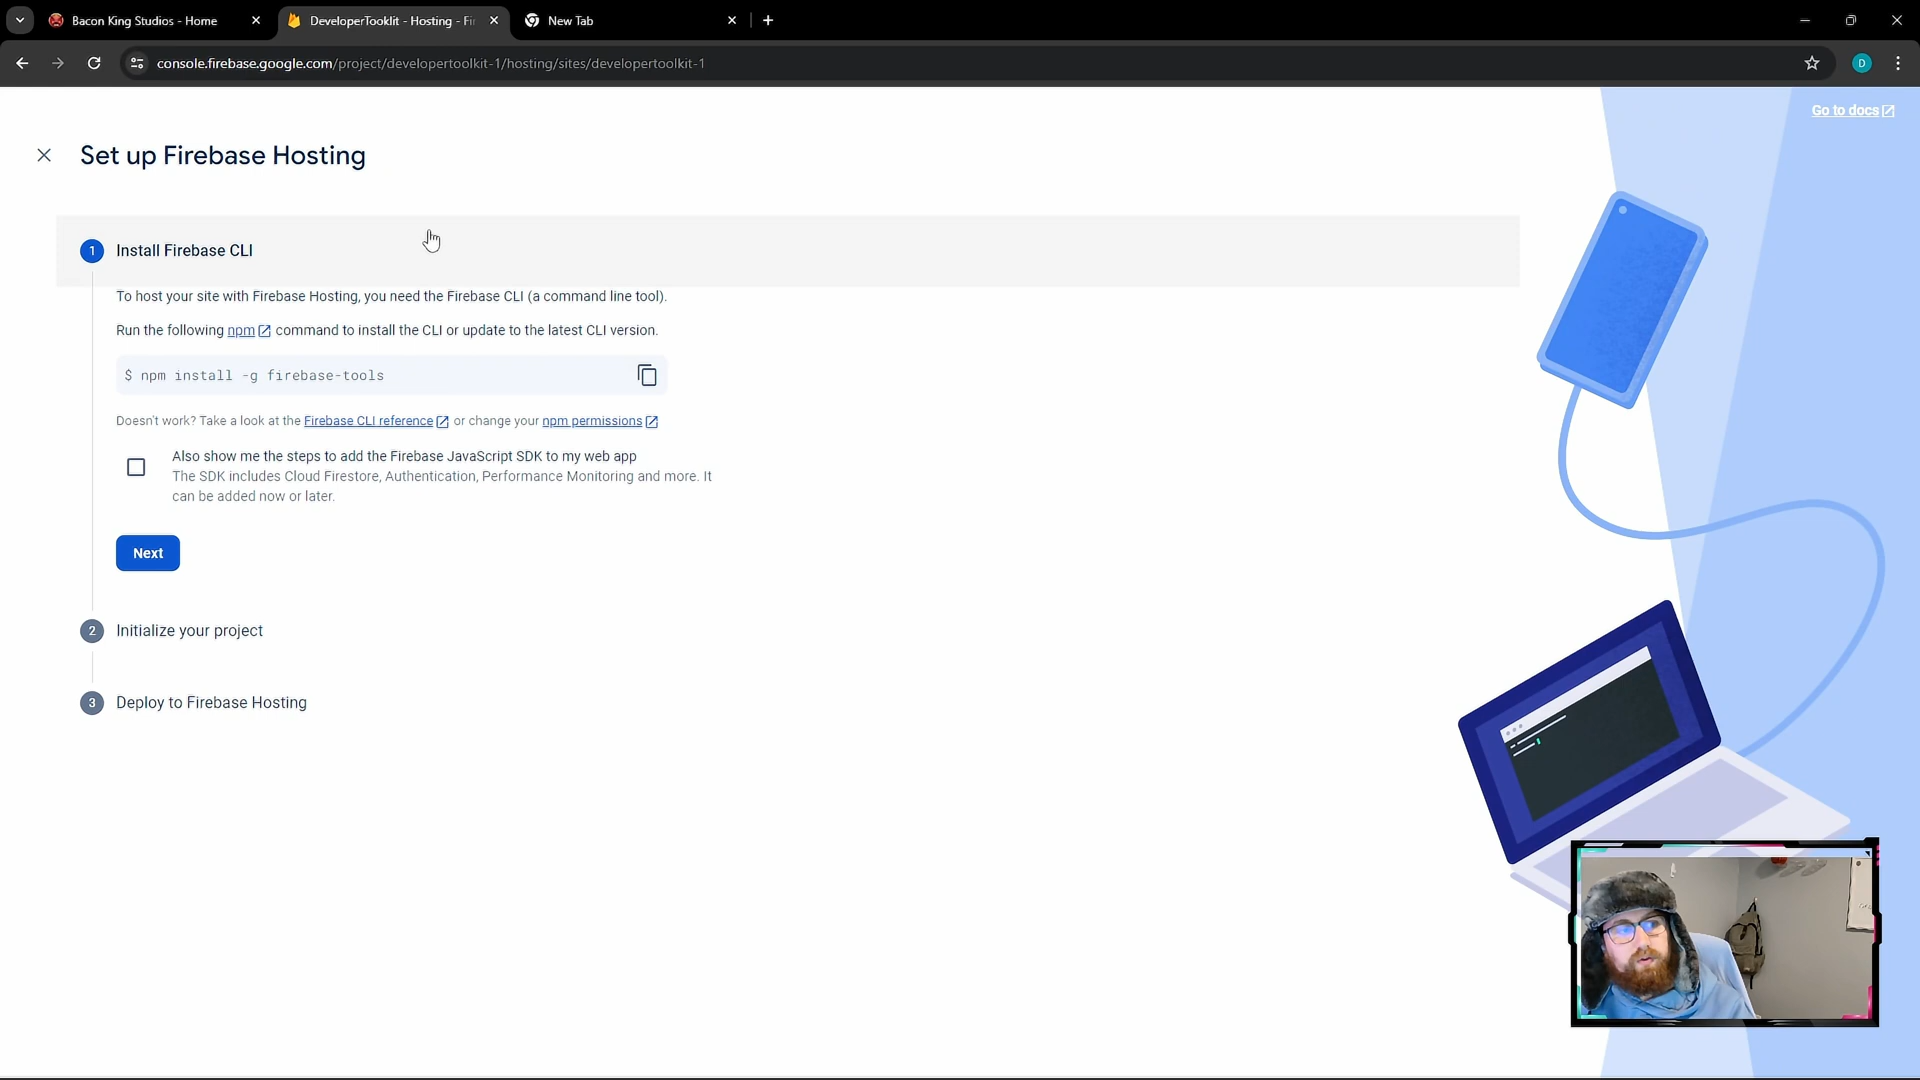 Bacon King Studios - Home
DeveloperTooklit - Hosting - Fi
New Tab
console.firebase.google.com/project/developertoolkit-1/hosting/sites/developertoolkit-1
D
Go to docs
Set up Firebase Hosting
1 Install Firebase CLI
To host your site with Firebase Hosting, you need the Firebase CLI (a command line tool).
Run the following npm command to install the CLI or update to the latest CLI version.
$ npm install -g firebase-tools
Doesn't work? Take a look at the Firebase CLI reference or change your npm permissions
Also show me the steps to add the Firebase JavaScript SDK to my web app
The SDK includes Cloud Firestore, Authentication, Performance Monitoring and more. It
can be added now or later.
Next
2 Initialize your project
3 Deploy to Firebase Hosting